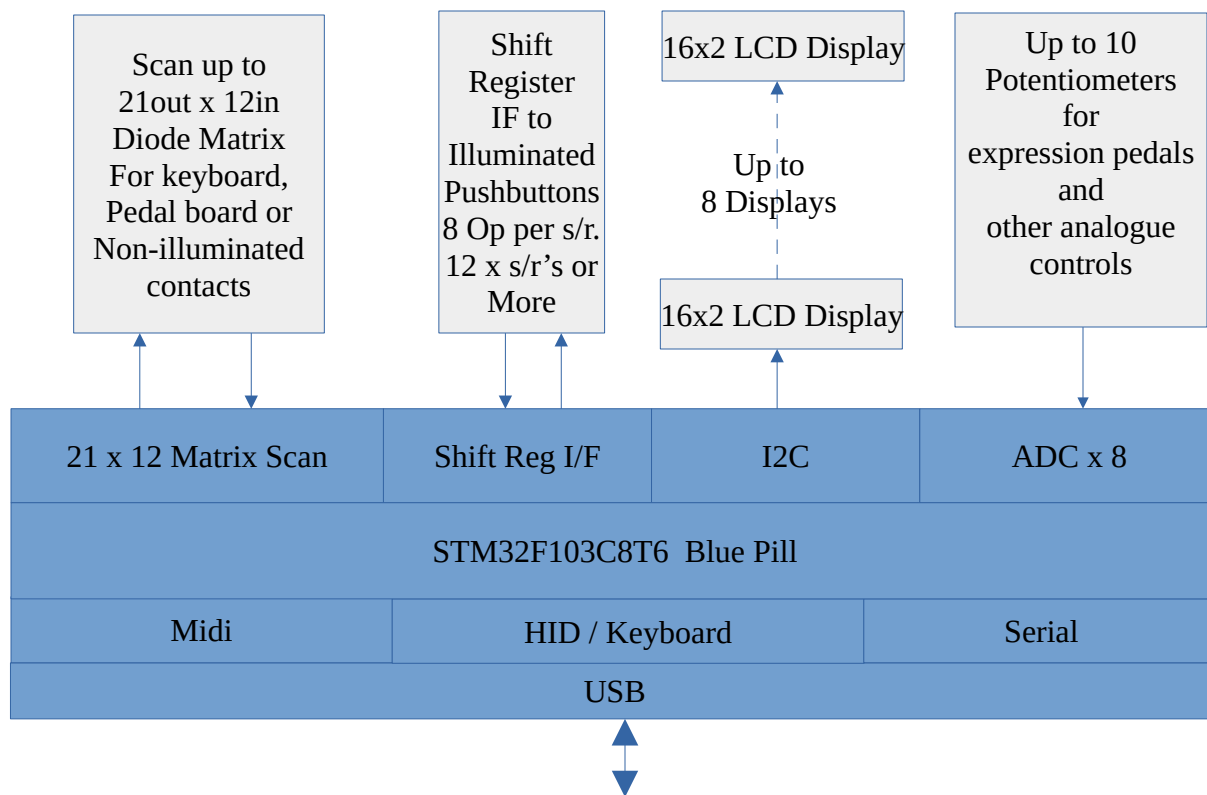 Scan up to
21out x 12in
Diode Matrix
For keyboard,
Pedal board or
Non-illuminated
contacts
Shift
Register
IF to
Illuminated
Pushbuttons
8 Op per s/r.
12 x s/r’s or
More
16x2 LCD Display
Up to
8 Displays
16x2 LCD Display
Up to 10
Potentiometers
for
expression pedals
and
other analogue
controls
21 x 12 Matrix Scan
Shift Reg I/F
I2C
ADC x 8
STM32F103C8T6 Blue Pill
Midi
HID / Keyboard
Serial
USB